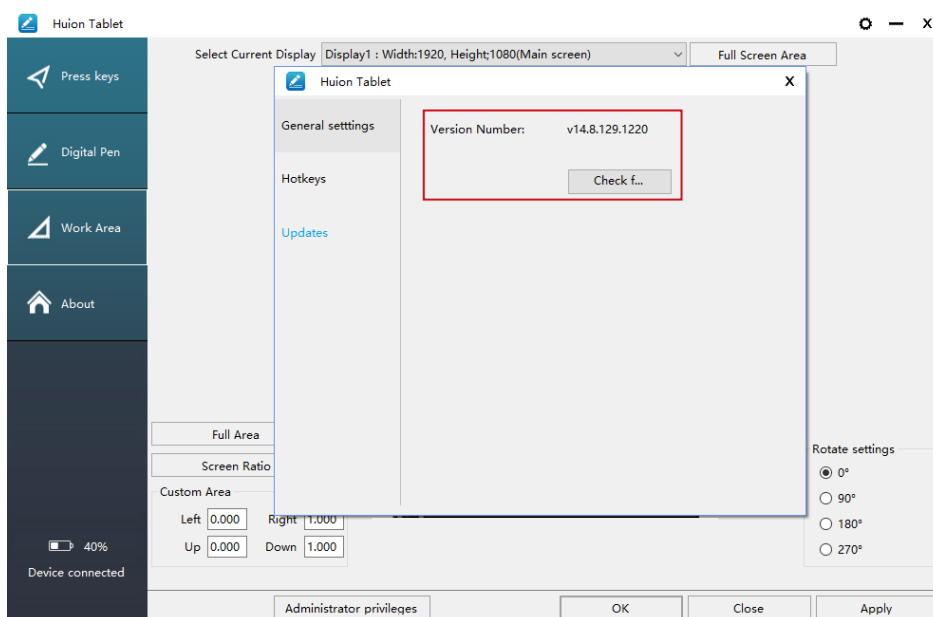 Huion Tablet
X
Select Current Display Display1 : Width:1920, Height;1080(Main screen) Full Screen Area
Press keys
Digital Pen
Work Area
About
Huion Tablet
X
General setttings
Hotkeys
Updates
Version Number: v14.8.129.1220
Check f...
Full Area
Screen Ratio
Custom Area
Left 0.000 Right 1.000
Up 0.000 Down 1.000
Rotate settings
0°
90°
180°
270°
40%
Device connected
Administrator privileges OK Close Apply